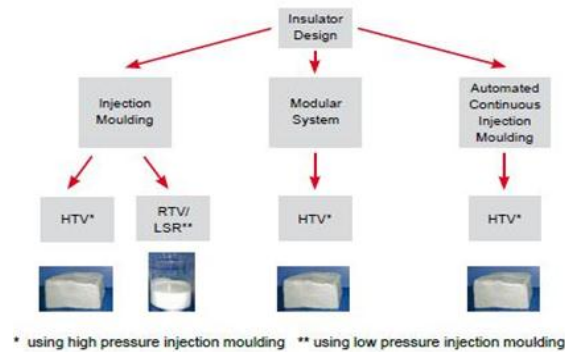 Insulator
Design
Injection
Moulding
Modular
System
Automated
Continuous
Injection
Moulding
HTV*
RTV/
LSR**
HTV*
HTV*
* using high pressure injection moulding ** using low pressure injection moulding